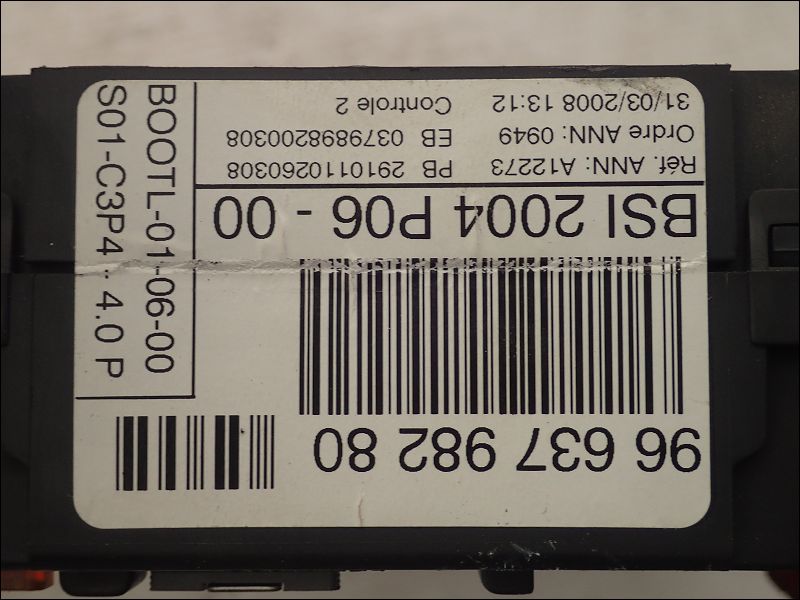 96 637 982 80
BSI 2004 P06 - 00
Réf. ANN: A12273 PB 2910110260308
Ordre ANN: 0949 EB 0379898200308
31/03/2008 13:12 Controle 2
BOOTL-01-06-00
S01-C3P4 - 4.0 P